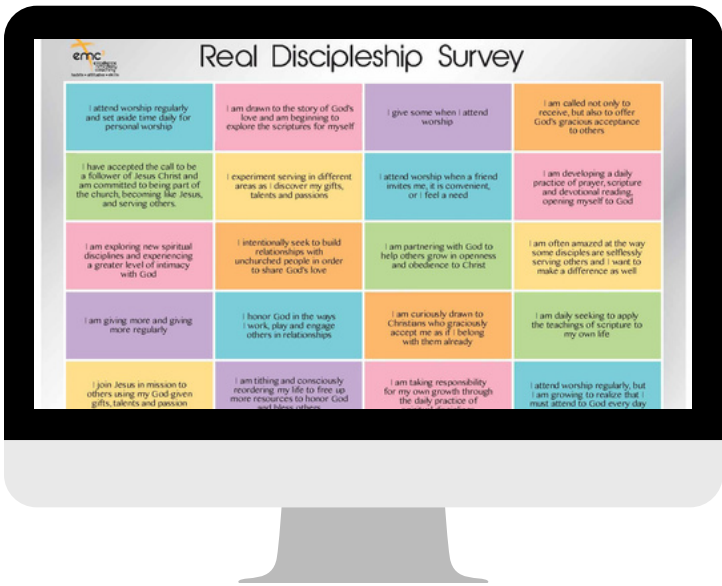 emc
Real Discipleship Survey
I attend worship regularly
and set aside time daily for
personal worship
I am drawn to the story of God's
love and am beginning to
explore the scriptures for myself
I give some when I attend
worship
I am called not only to
receive, but also to offer
God's gracious acceptance
to others
I have accepted the call to be
a follower of Jesus Christ and
am committed to being part of
the church, becoming like Jesus,
and serving others.
I experiment serving in different
areas as I discover my gifts,
talents and passions
I attend worship when a friend
invites me, it is convenient,
or I feel a need
I am developing a daily
practice of prayer, scripture
and devotional reading,
opening myself to God
I am exploring new spiritual
disciplines and experiencing
a greater level of intimacy
with God
I intentionally seek to build
relationships with
unchurched people in order
to share God's love
I am partnering with God to
help others grow in openness
and obedience to Christ
I am often amazed at the way
some disciples are selflessly
serving others and I want to
make a difference as well
I am giving more and giving
more regularly
I honor God in the ways
I work, play and engage
others in relationships
I am curiously drawn to
Christians who graciously
accept me as if I belong
with them already
I am daily seeking to apply
the teachings of scripture to
my own life
I join Jesus in mission to
others using my God given
gifts, talents and passion
I am tithing and consciously
reordering my life to free up
more resources to honor God
and bless others
I am taking responsibility
for my own growth through
the daily practice of
I attend worship regularly, but
I am growing to realize that I
must attend to God every day